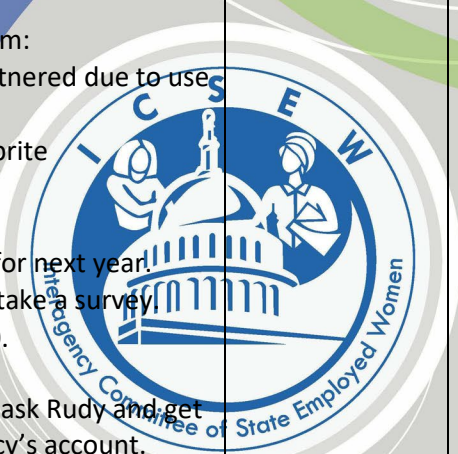 m:
tnered due to use
orite
for next year.
take a survey.
.
ask Rudy and get
cy's account.
I C S E W
Interagency Committee of State Employed Women